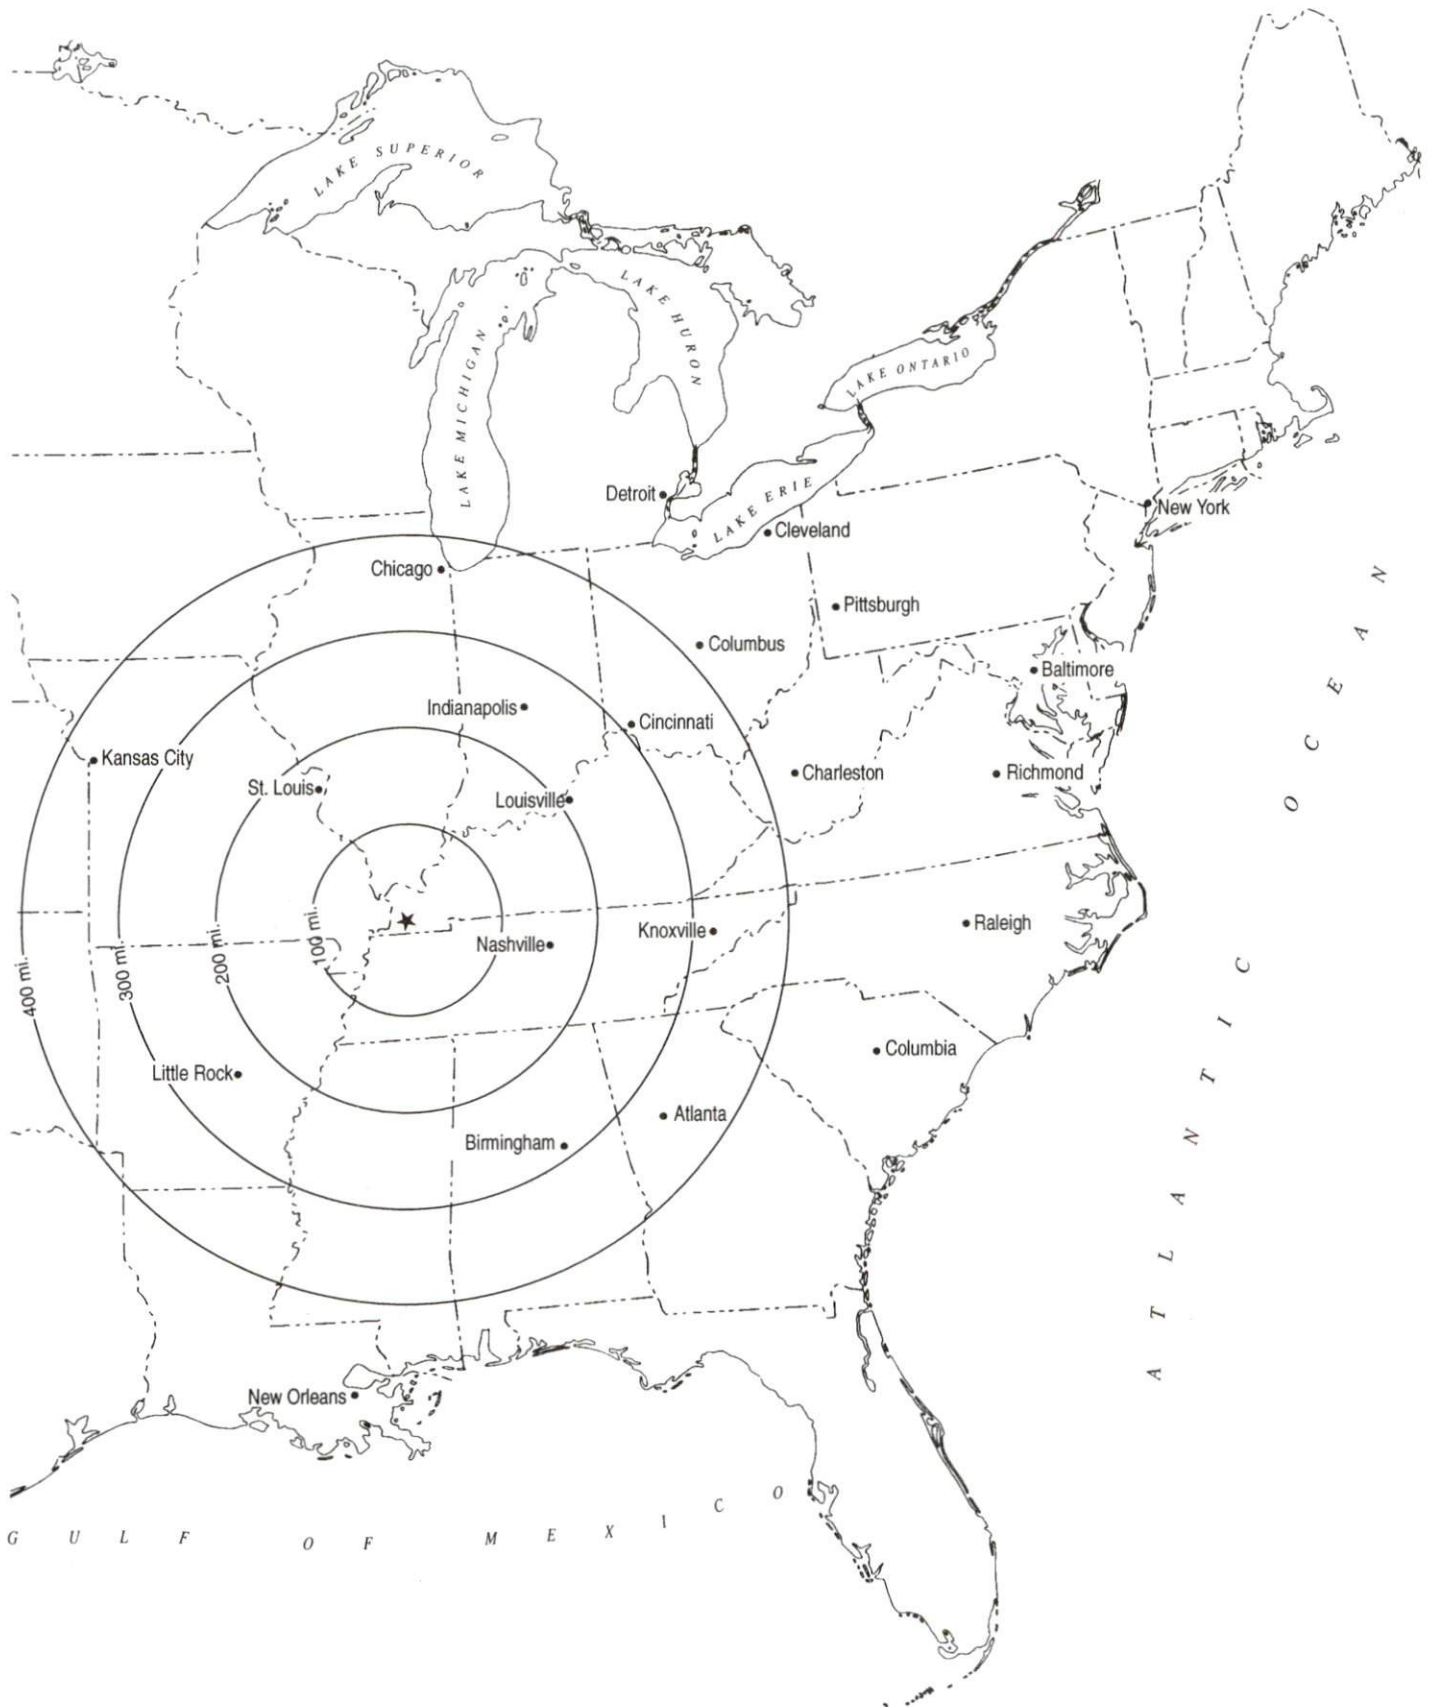 LAKE SUPERIOR
LAKE HURON
LAKE MICHIGAN
LAKE ONTARIO
LAKE ERIE
Detroit
New York
Cleveland
Chicago
Pittsburgh
Columbus
Baltimore
Indianapolis
Cincinnati
Kansas City
Charleston
Richmond
St. Louis
Louisville
Raleigh
Knoxville
Nashville
100 mi.
200 mi.
300 mi.
400 mi.
Columbia
Little Rock
Atlanta
Birmingham
New Orleans
ATLANTIC OCEAN
GULF OF MEXICO